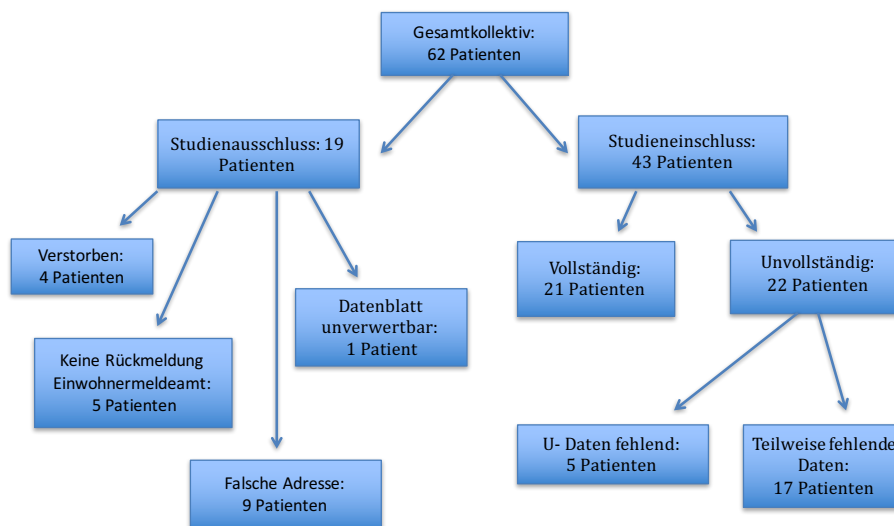 Gesamtkollektiv:
62 Patienten
Studienausschluss: 19
Patienten
Studieneinschluss:
43 Patienten
Verstorben:
4 Patienten
Keine Rückmeldung
Einwohnermeldeamt:
5 Patienten
Falsche Adresse:
9 Patienten
Datenblatt
unverwertbar:
1 Patient
Vollständig:
21 Patienten
Unvollständig:
22 Patienten
U- Daten fehlend:
5 Patienten
Teilweise fehlende
Daten:
17 Patienten